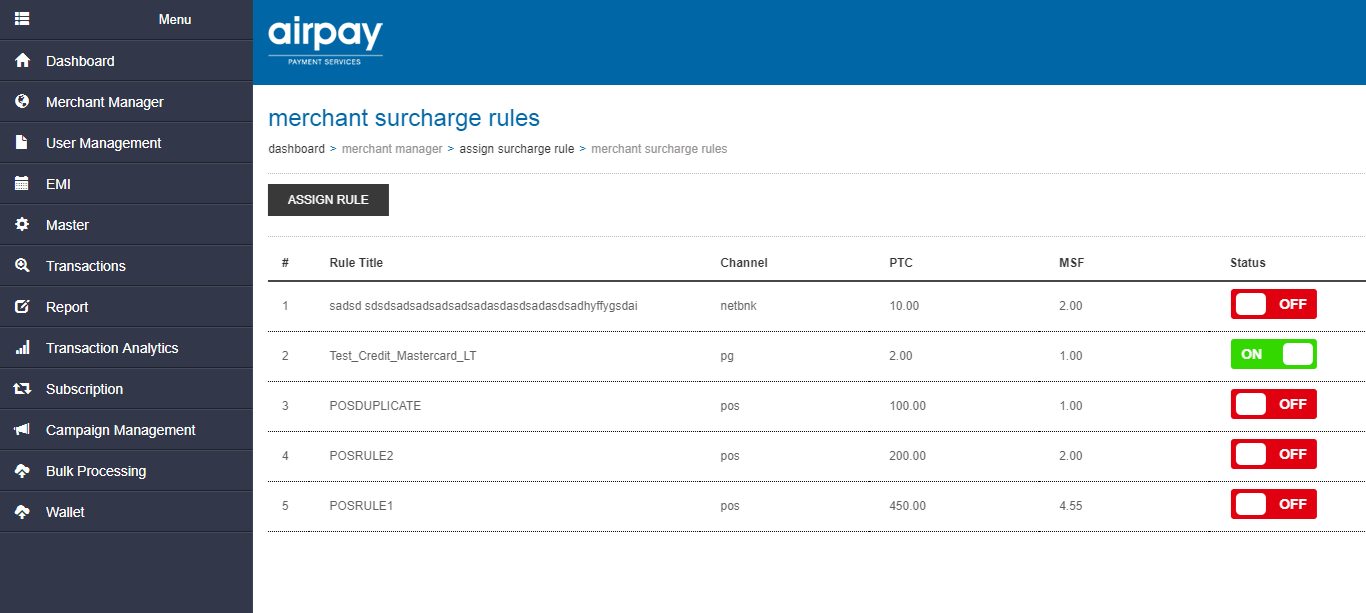 Menu
Dashboard
Merchant Manager
User Management
EMI
Master
Transactions
Report
Transaction Analytics
Subscription
Campaign Management
Bulk Processing
Wallet
airpay
PAYMENT SERVICES
merchant surcharge rules
dashboard > merchant manager > assign surcharge rule > merchant surcharge rules
ASSIGN RULE
# Rule Title Channel PTC MSF Status
1 sadsd sdsdsadsadsadsadsadasdasdsadasdsadhyffygsdai netbnk 10.00 2.00 OFF
2 Test_Credit_Mastercard_LT pg 2.00 1.00 ON
3 POSDUPLICATE pos 100.00 1.00 OFF
4 POSRULE2 pos 200.00 2.00 OFF
5 POSRULE1 pos 450.00 4.55 OFF